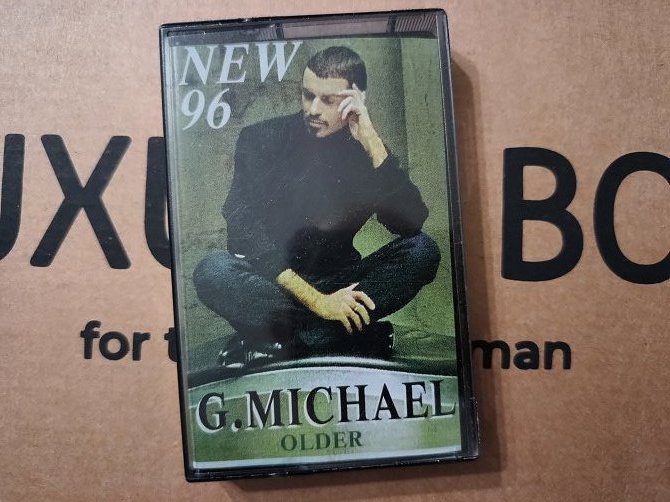 NEW
96
UXU BO
for t man
G.MICHAEL
OLDER